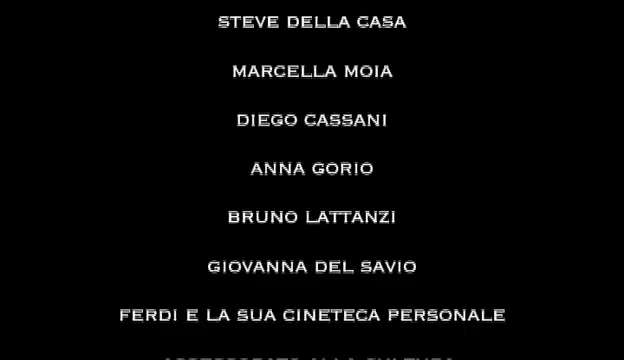 STEVE DELLA CASA
MARCELLA MOIA
DIEGO CASSANI
ANNA GORIO
BRUNO LATTANZI
GIOVANNA DEL SAVIO
FERDI E LA SUA CINETECA PERSONALE